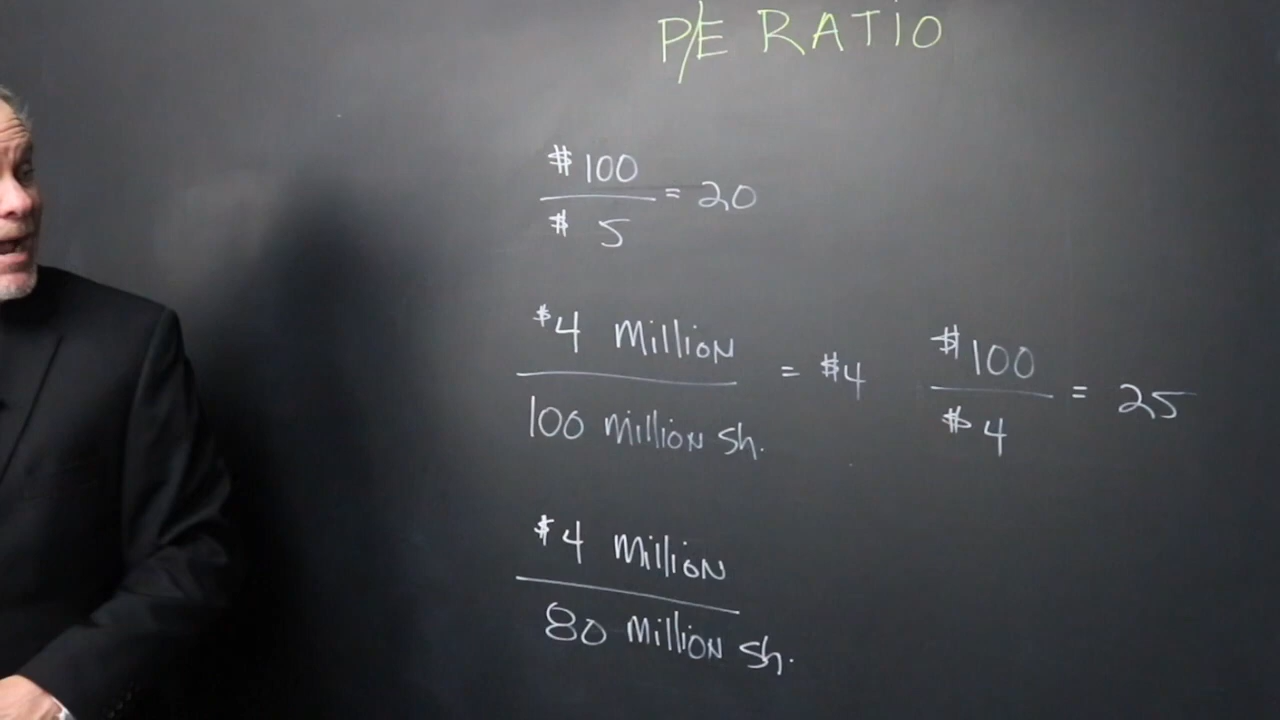 P/E RATIO
$ 100
= 20
$ 5
$4 Million
= $4
100 million Sh.
$100
= 25
$ 4
$4 Million
80 Million Sh.